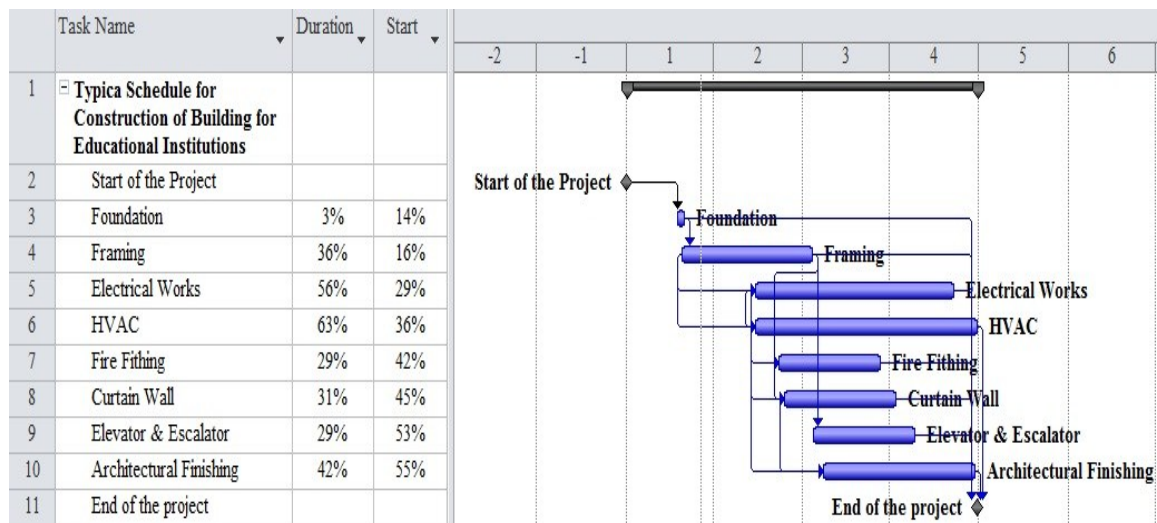 Task Name Duration Start
-2 -1 1 2 3 4 5 6
1 Typica Schedule for
Construction of Building for
Educational Institutions
2 Start of the Project Start of the Project
3 Foundation 3% 14% Foundation
4 Framing 36% 16% Framing
5 Electrical Works 56% 29% Electrical Works
6 HVAC 63% 36% HVAC
7 Fire Fithing 29% 42% Fire Fithing
8 Curtain Wall 31% 45% Curtain Wall
9 Elevator & Escalator 29% 53% Elevator & Escalator
10 Architectural Finishing 42% 55% Architectural Finishing
11 End of the project End of the project